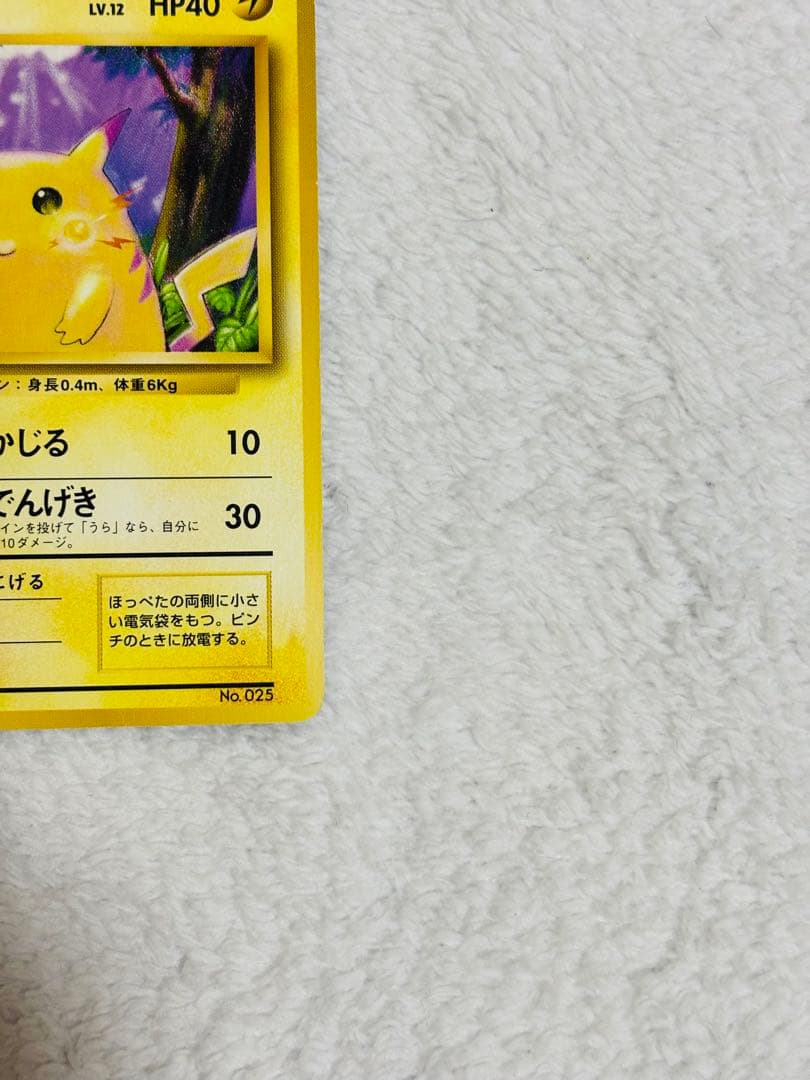 LV.12 HP40
ン：身長0.4m、体重6Kg
かじる 10
でんげき 30
インを投げて「うら」なら、自分に
10ダメージ。
にげる
ほっぺたの両側に小さ
い電気袋をもつ。ピン
チのときに放電する。
No. 025